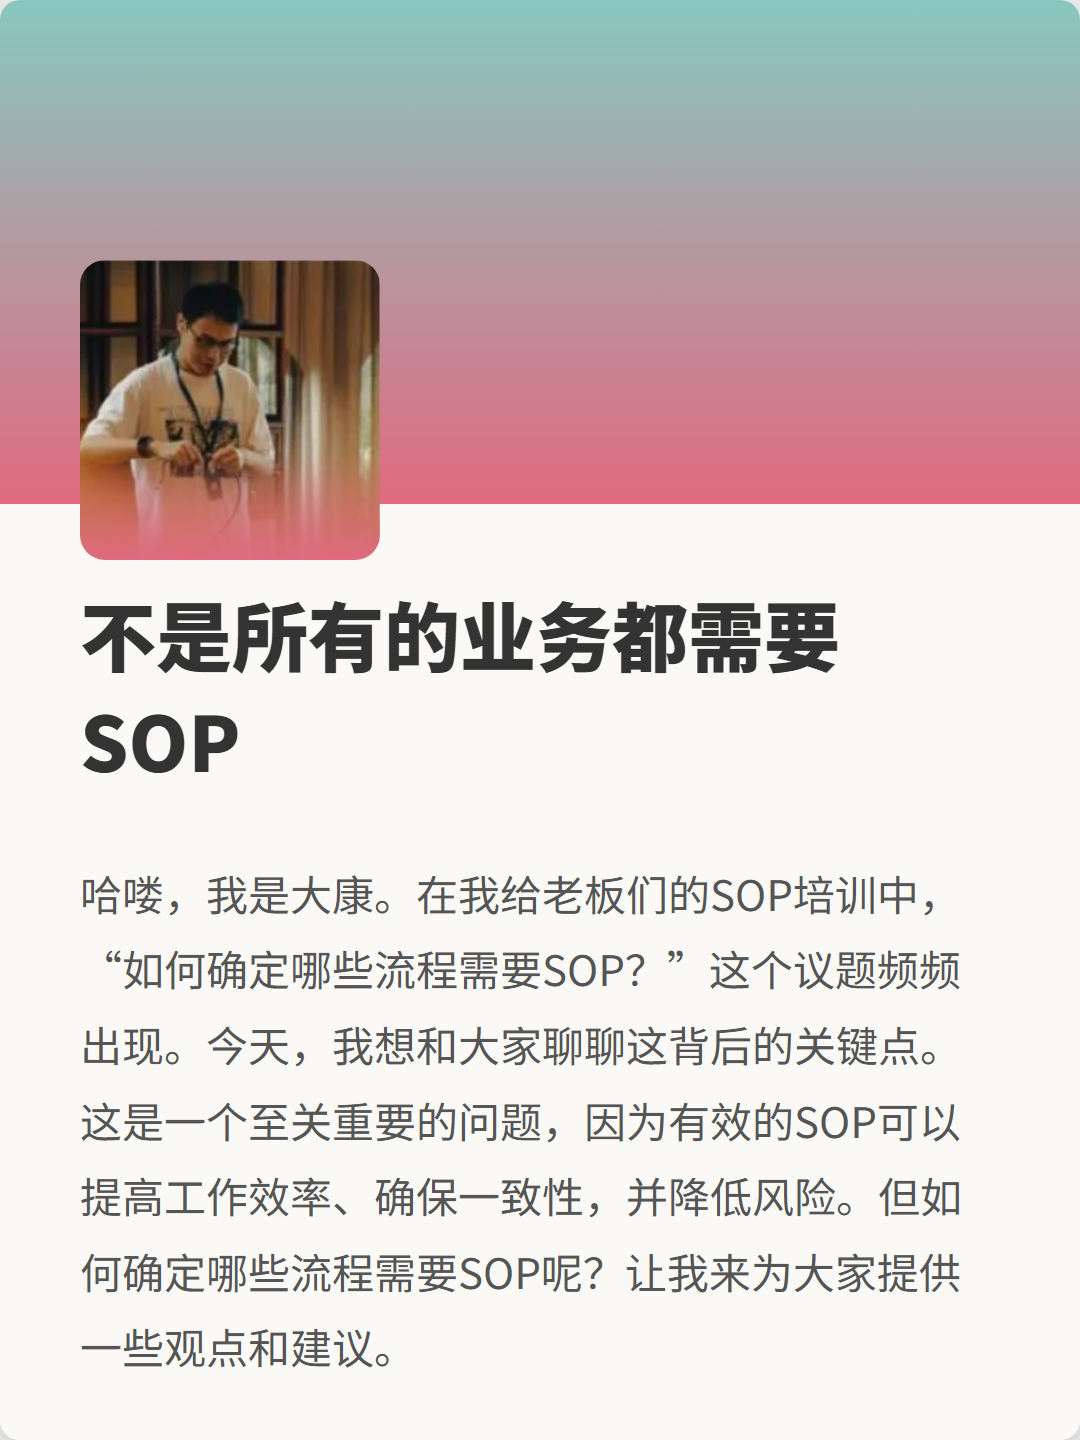 不是所有的业务都需要
SOP
哈喽，我是大康。在我给老板们的SOP培训中，
“如何确定哪些流程需要SOP？”这个议题频频
出现。今天，我想和大家聊聊这背后的关键点。
这是一个至关重要的问题，因为有效的SOP可以
提高工作效率、确保一致性，并降低风险。但如
何确定哪些流程需要SOP呢？让我来为大家提供
一些观点和建议。